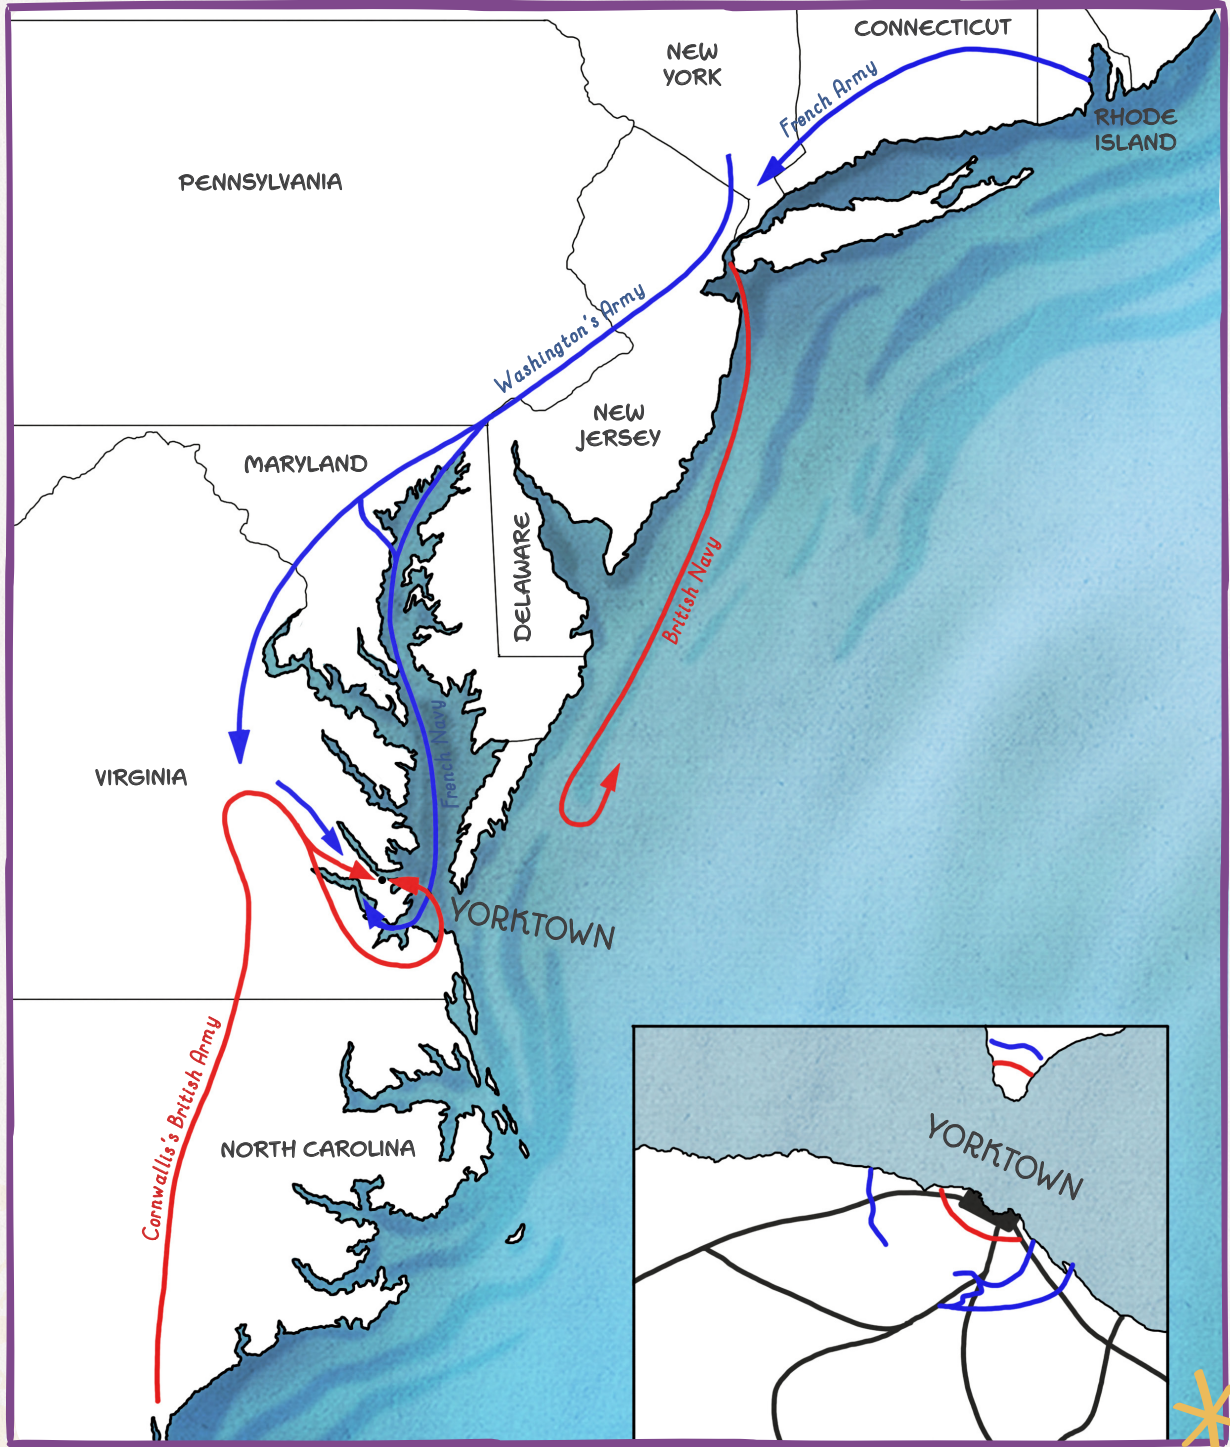 CONNECTICUT
NEW
YORK
French Army
RHODE
ISLAND
PENNSYLVANIA
Washington's Army
NEW
JERSEY
MARYLAND
DELAWARE
British Navy
French Navy
VIRGINIA
YORKTOWN
Cornwallis's British Army
NORTH CAROLINA
YORKTOWN